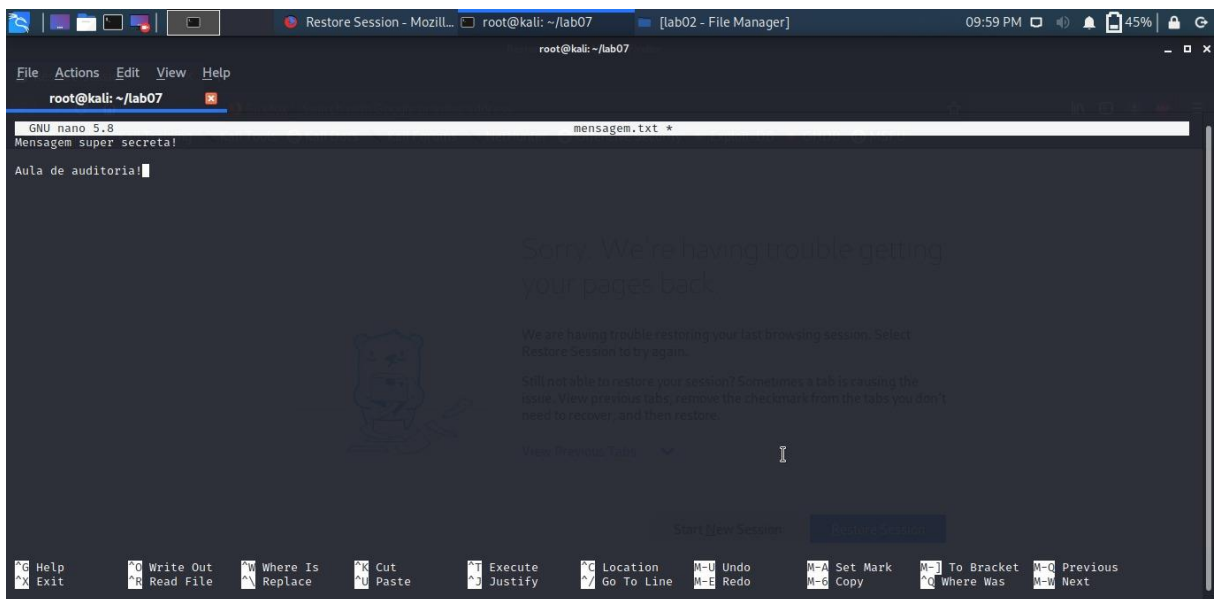 Restore Session - Mozill... root@kali: ~/lab07 [lab02 - File Manager] 09:59 PM 45%
root@kali: ~/lab07
File Actions Edit View Help
root@kali: ~/lab07
GNU nano 5.8 mensagem.txt *
Mensagem super secreta!
Aula de auditoria!
Sorry. We're having trouble getting
your pages back.
We are having trouble restoring your last browsing session. Select
Restore Session to try again.
Still not able to restore your session? Sometimes a tab is causing the
issue. View previous tabs, remove the checkmark from the tabs you don't
need to recover, and then restore.
View Previous Tabs
Start New Session Restore Session
^G Help ^O Write Out ^W Where Is ^K Cut ^T Execute ^C Location M-U Undo M-A Set Mark M-] To Bracket M-Q Previous
^X Exit ^R Read File ^\ Replace ^U Paste ^J Justify ^/ Go To Line M-E Redo M-6 Copy ^Q Where Was M-W Next